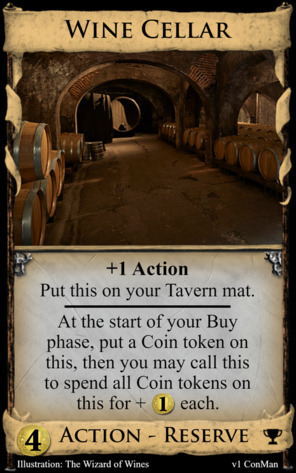 WINE CELLAR
+1 Action
Put this on your Tavern mat.
At the start of your Buy
phase, put a Coin token on
this, then you may call this
to spend all Coin tokens on
this for + 1 each.
4 ACTION - RESERVE
Illustration: The Wizard of Wines v1 ConMan